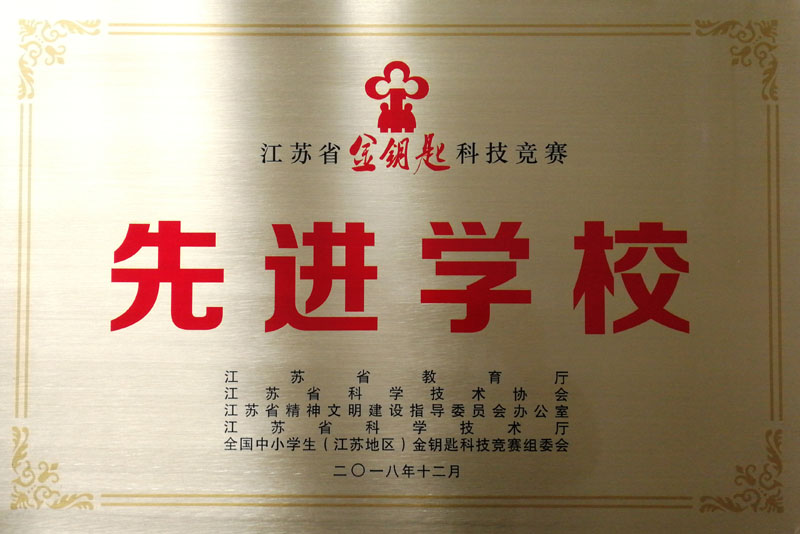 江苏省金钥匙科技竞赛
先进学校
江苏省教育厅
江苏省科学技术协会
江苏省精神文明建设指导委员会办公室
江苏省科学技术厅
全国中小学生（江苏地区）金钥匙科技竞赛组委会
二〇一八年十二月